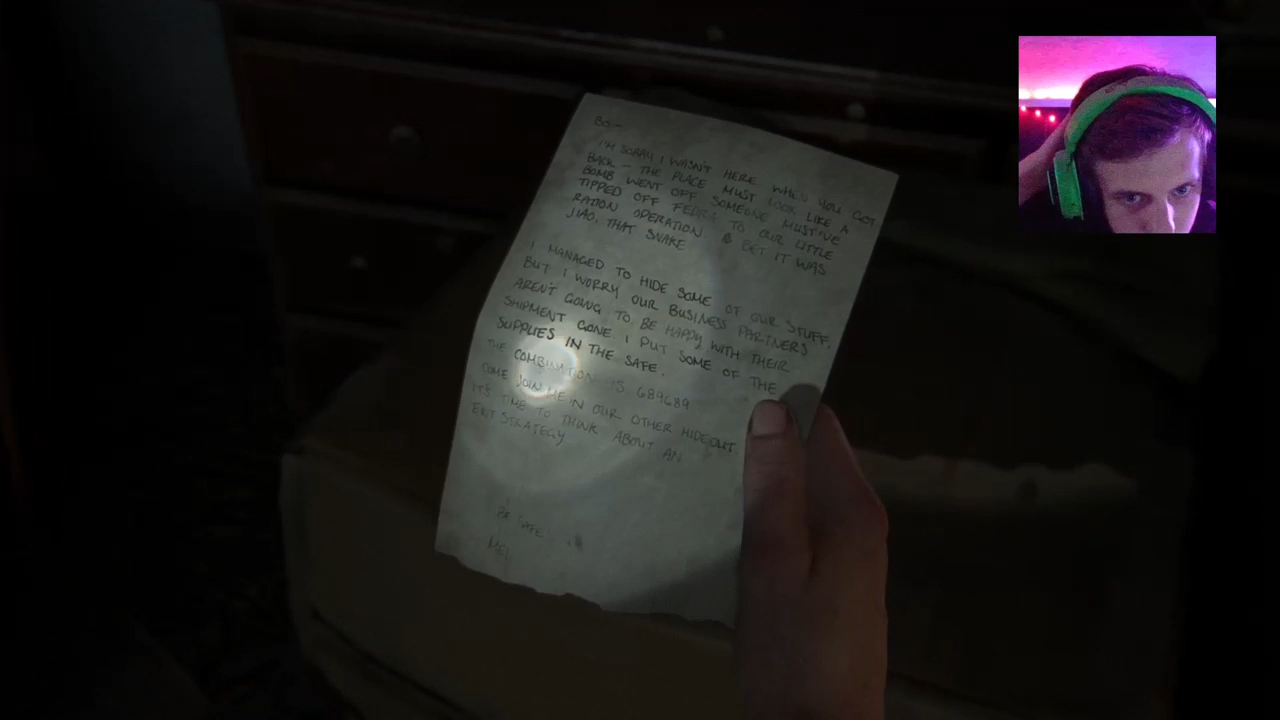 BO—
I'M SORRY I WASN'T HERE WHEN YOU GOT
BACK — THE PLACE MUST LOOK LIKE A
BOMB WENT OFF SOMEONE MUST'VE
TIPPED OFF FEDRA TO OUR LITTLE
RATION OPERATION I BET IT WAS
JIAO, THAT SNAKE
I MANAGED TO HIDE SOME OF OUR STUFF,
BUT I WORRY OUR BUSINESS PARTNERS
AREN'T GOING TO BE HAPPY WITH THEIR
SHIPMENT GONE I PUT SOME OF THE
SUPPLIES IN THE SAFE.
THE COMBINATION IS 689689
COME JOIN ME IN OUR OTHER HIDEOUT.
IT'S TIME TO THINK ABOUT AN
EXIT STRATEGY
BE SAFE
MEI